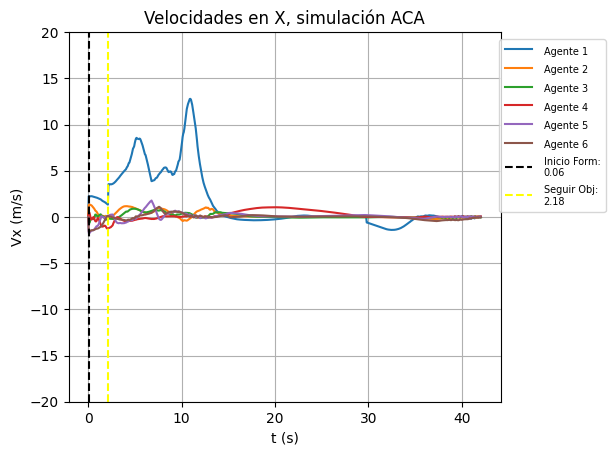 Velocidades en X, simulación ACA
Vx (m/s)
20
15
10
5
0
−5
−10
−15
−20
0
10
20
30
40
t (s)
Agente 1
Agente 2
Agente 3
Agente 4
Agente 5
Agente 6
Inicio Form:
0.06
Seguir Obj:
2.18